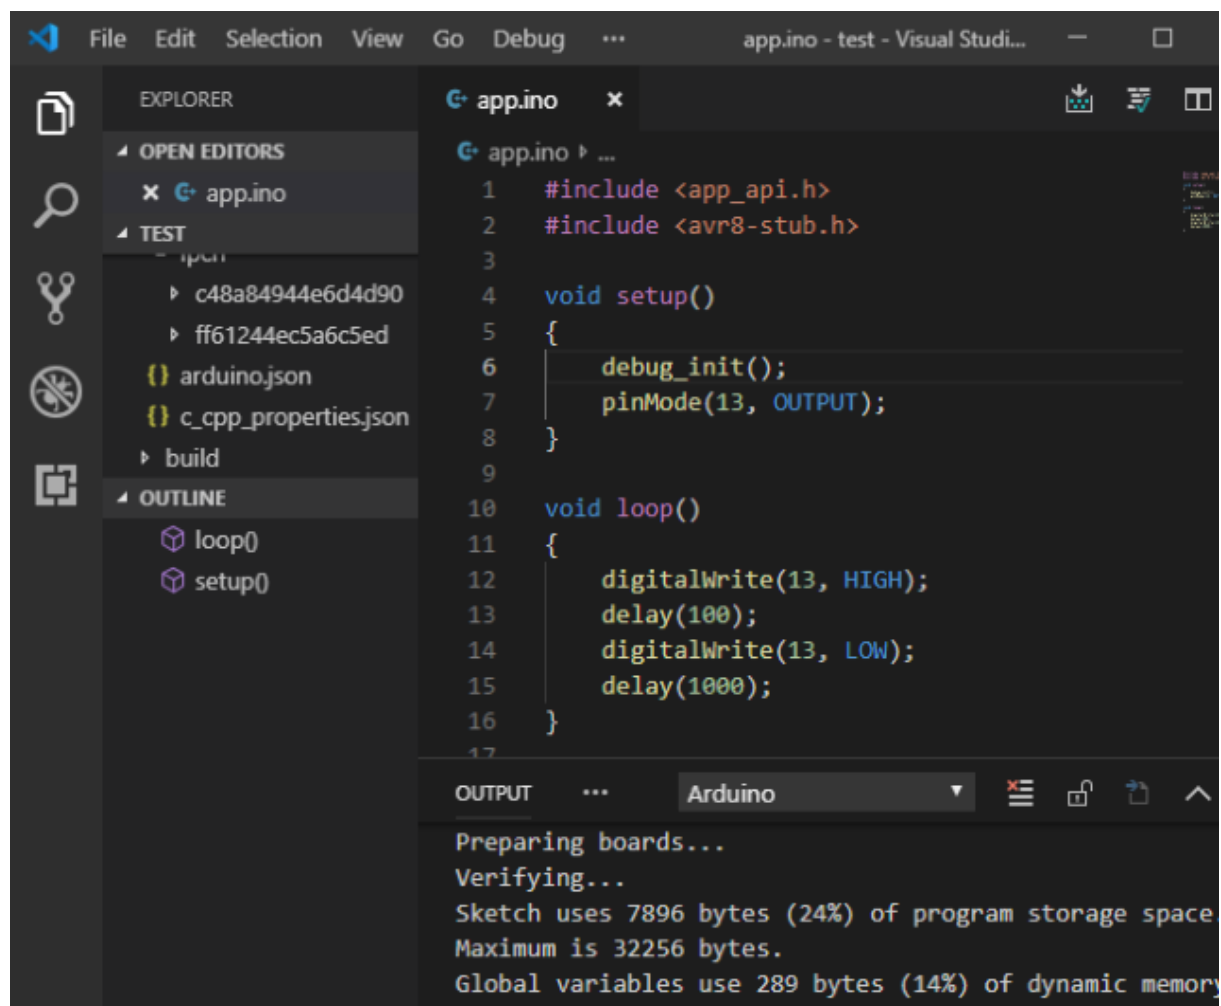 File Edit Selection View Go Debug ··· app.ino - test - Visual Studi...
EXPLORER
OPEN EDITORS
app.ino
TEST
c48a84944e6d4d90
ff61244ec5a6c5ed
{} arduino.json
{} c_cpp_properties.json
build
OUTLINE
loop()
setup()
app.ino
app.ino ...
1 #include <app_api.h>
2 #include <avr8-stub.h>
3
4 void setup()
5 {
6 debug_init();
7 pinMode(13, OUTPUT);
8 }
9
10 void loop()
11 {
12 digitalWrite(13, HIGH);
13 delay(100);
14 digitalWrite(13, LOW);
15 delay(1000);
16 }
17
OUTPUT ··· Arduino
Preparing boards...
Verifying...
Sketch uses 7896 bytes (24%) of program storage space.
Maximum is 32256 bytes.
Global variables use 289 bytes (14%) of dynamic memory